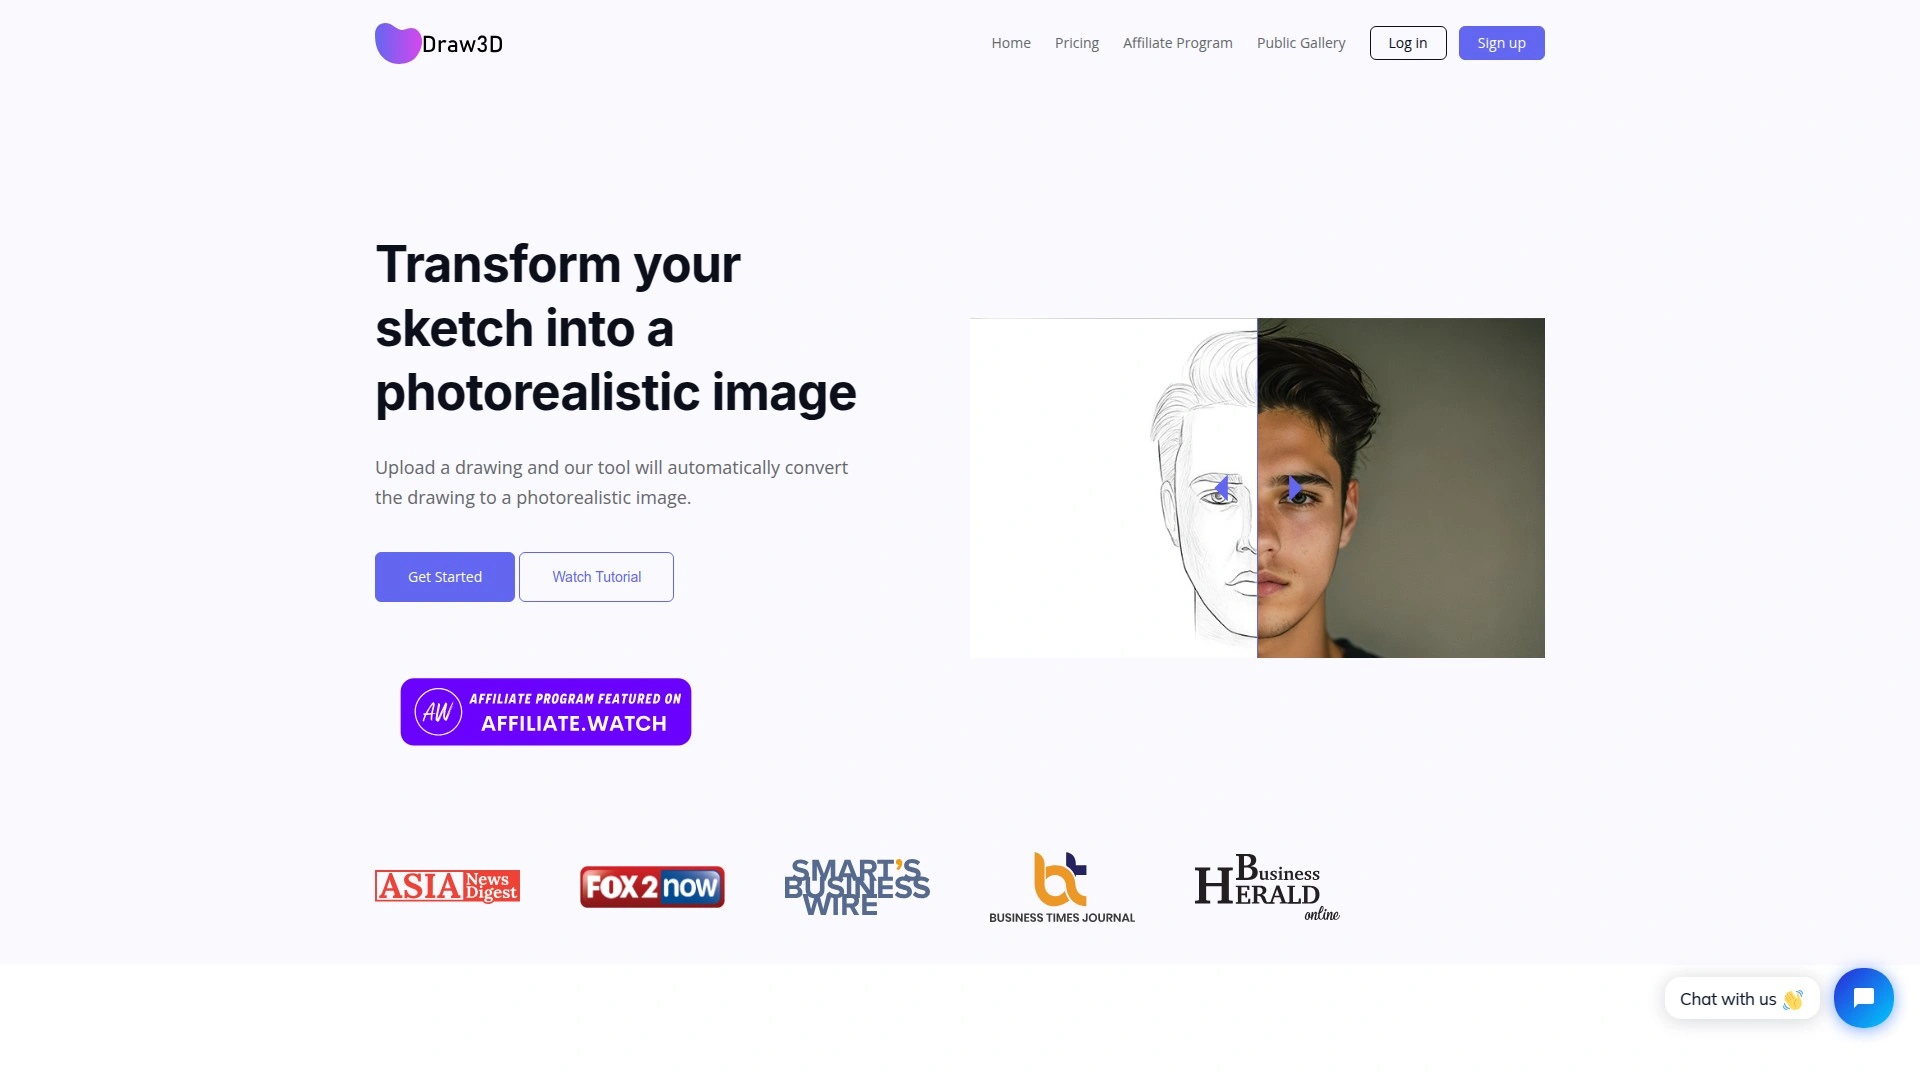 Draw3D
Home
Pricing
Affiliate Program
Public Gallery
Log in
Sign up
Transform your
sketch into a
photorealistic image
Upload a drawing and our tool will automatically convert
the drawing to a photorealistic image.
Get Started
Watch Tutorial
AW
AFFILIATE PROGRAM FEATURED ON
AFFILIATE.WATCH
ASIA News
Digest
FOX 2 now
SMART'S
BUSINESS
WIRE
bt
BUSINESS TIMES JOURNAL
Business
HERALD
online
Chat with us 👋